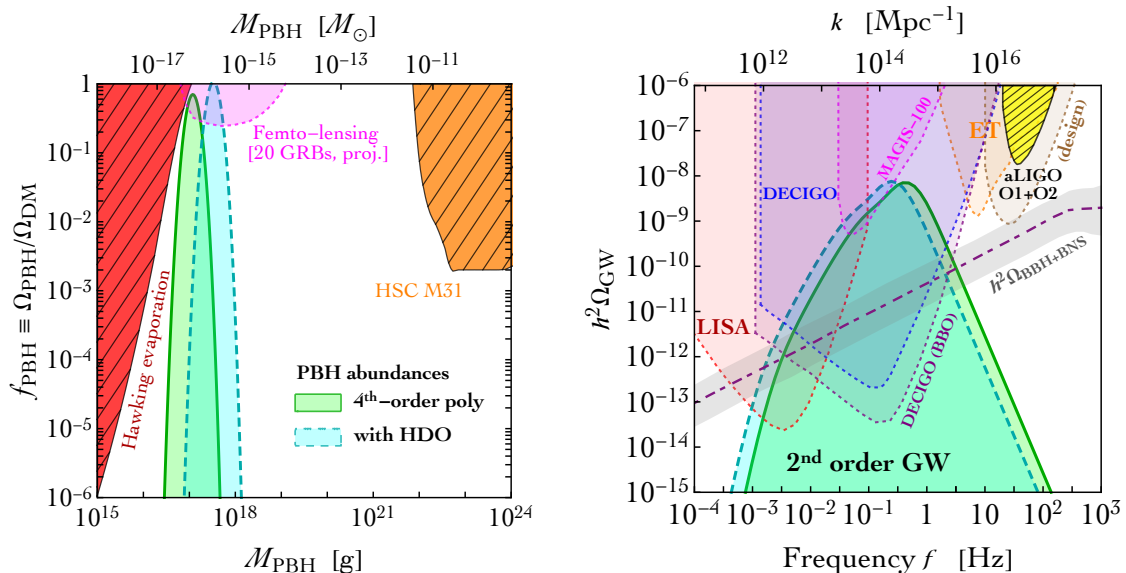 M_PBH [M_⊙]
10^−17 10^−15 10^−13 10^−11
1
10^−1
10^−2
10^−3
10^−4
10^−5
10^−6
f_PBH ≡ Ω_PBH/Ω_DM
Hawking evaporation
Femto−lensing
[20 GRBs, proj.]
HSC M31
PBH abundances
4^th−order poly
with HDO
10^15 10^18 10^21 10^24
M_PBH [g]
k [Mpc^−1]
10^12 10^14 10^16
10^−6
10^−7
10^−8
10^−9
10^−10
10^−11
10^−12
10^−13
10^−14
10^−15
h^2Ω_GW
LISA
DECIGO
MAGIS−100
ET
aLIGO
O1+O2
(design)
h^2Ω_BBH+BNS
DECIGO (BBO)
2^nd order GW
10^−4 10^−3 10^−2 10^−1 1 10 10^2 10^3
Frequency f [Hz]